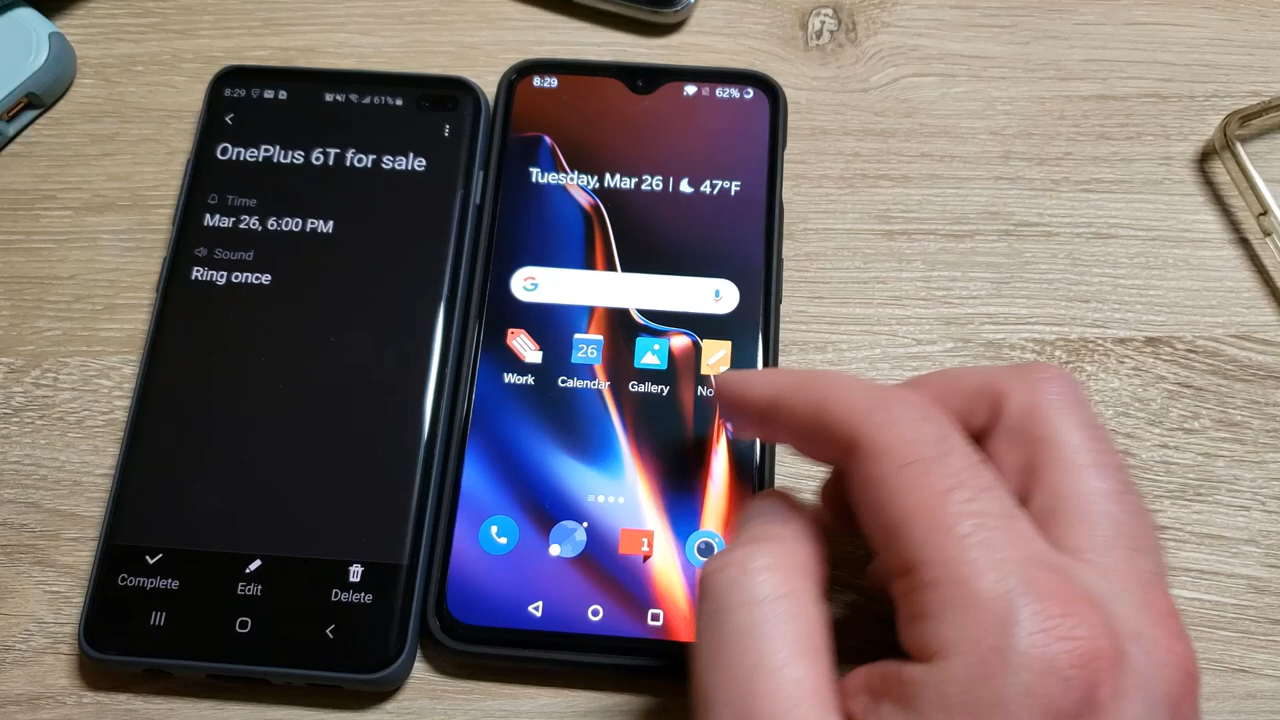 8:29
61%
OnePlus 6T for sale
Time
Mar 26, 6:00 PM
Sound
Ring once
Complete
Edit
Delete
8:29
62%
Tuesday, Mar 26 | 47°F
G
26
Work
Calendar
Gallery
No
1